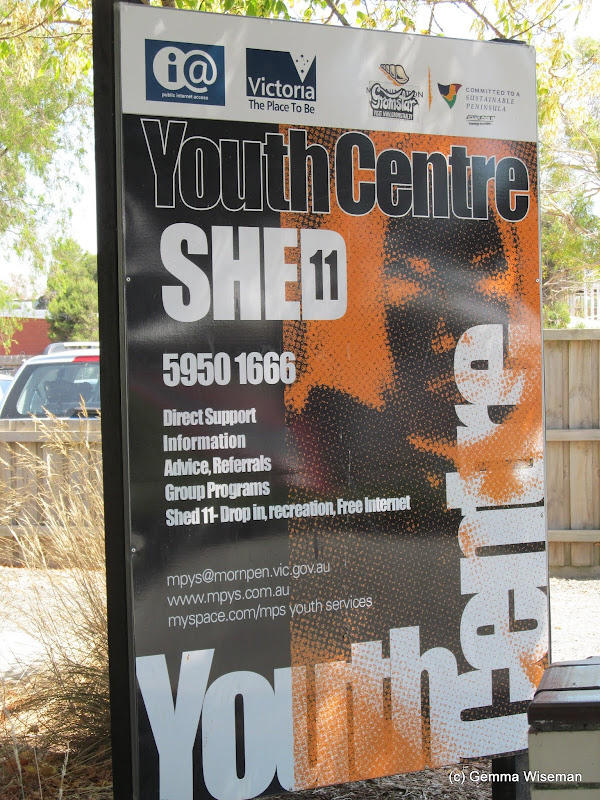 i@
public internet access
Victoria
The Place To Be
COMMITTED TO A
SUSTAINABLE
PENINSULA
Youth Centre
SHED
11
5950 1666
Direct Support
Information
Advice, Referrals
Group Programs
Shed 11- Drop in, recreation, Free Internet
mpys@mornpen.vic.gov.au
www.mpys.com.au
myspace.com/mps youth services
Youth
centre
(c) Gemma Wiseman